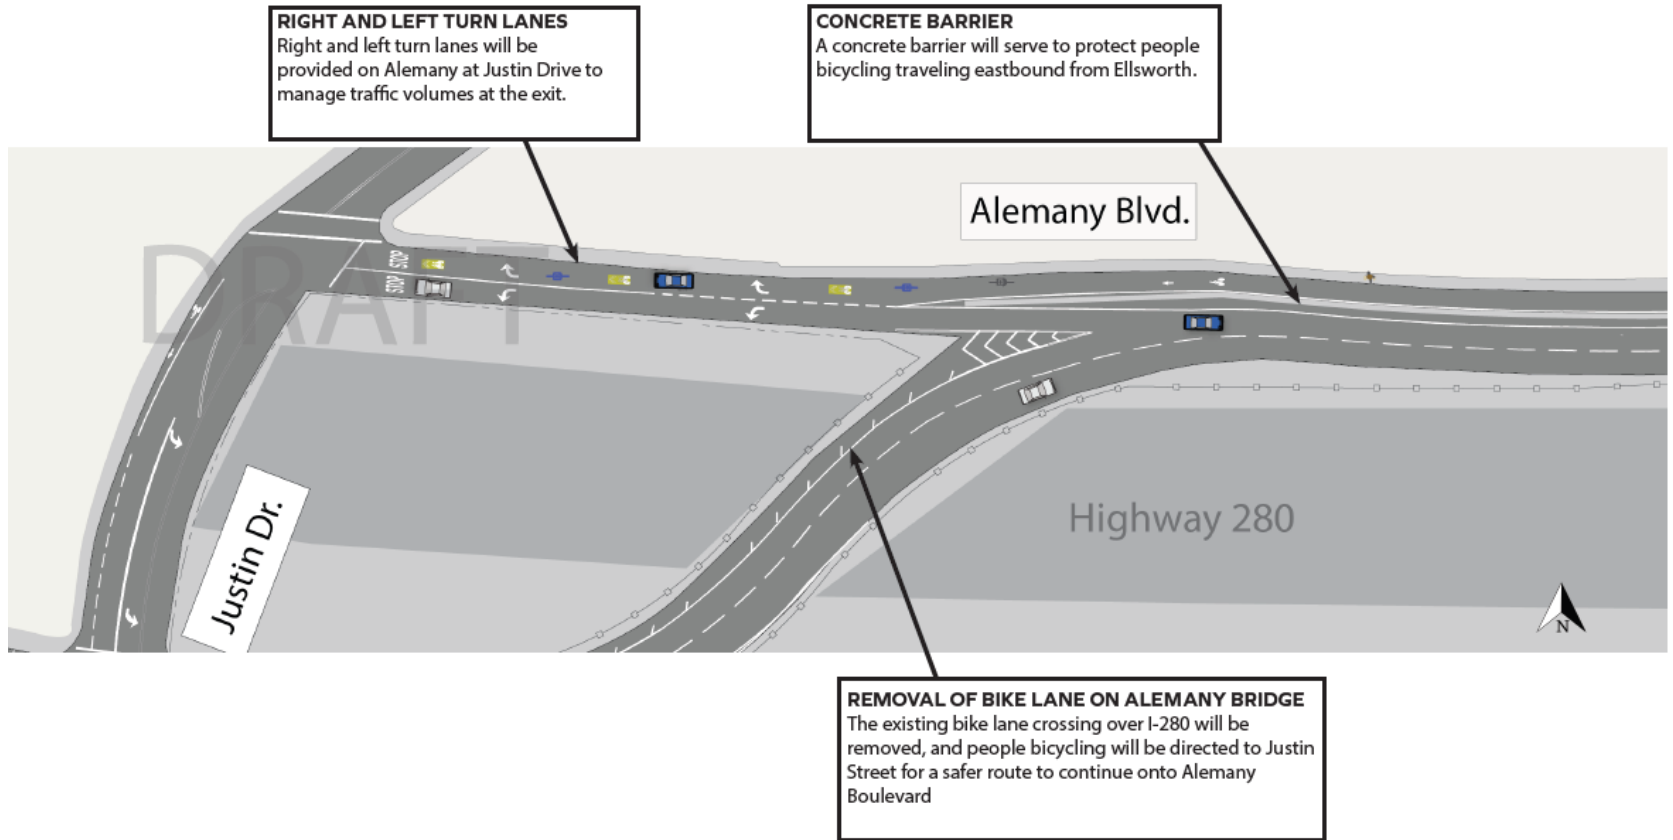 RIGHT AND LEFT TURN LANES
Right and left turn lanes will be
provided on Alemany at Justin Drive to
manage traffic volumes at the exit.
CONCRETE BARRIER
A concrete barrier will serve to protect people
bicycling traveling eastbound from Ellsworth.
Alemany Blvd.
DRAFT
STOP
STOP
Justin Dr.
Highway 280
N
REMOVAL OF BIKE LANE ON ALEMANY BRIDGE
The existing bike lane crossing over I-280 will be
removed, and people bicycling will be directed to Justin
Street for a safer route to continue onto Alemany
Boulevard